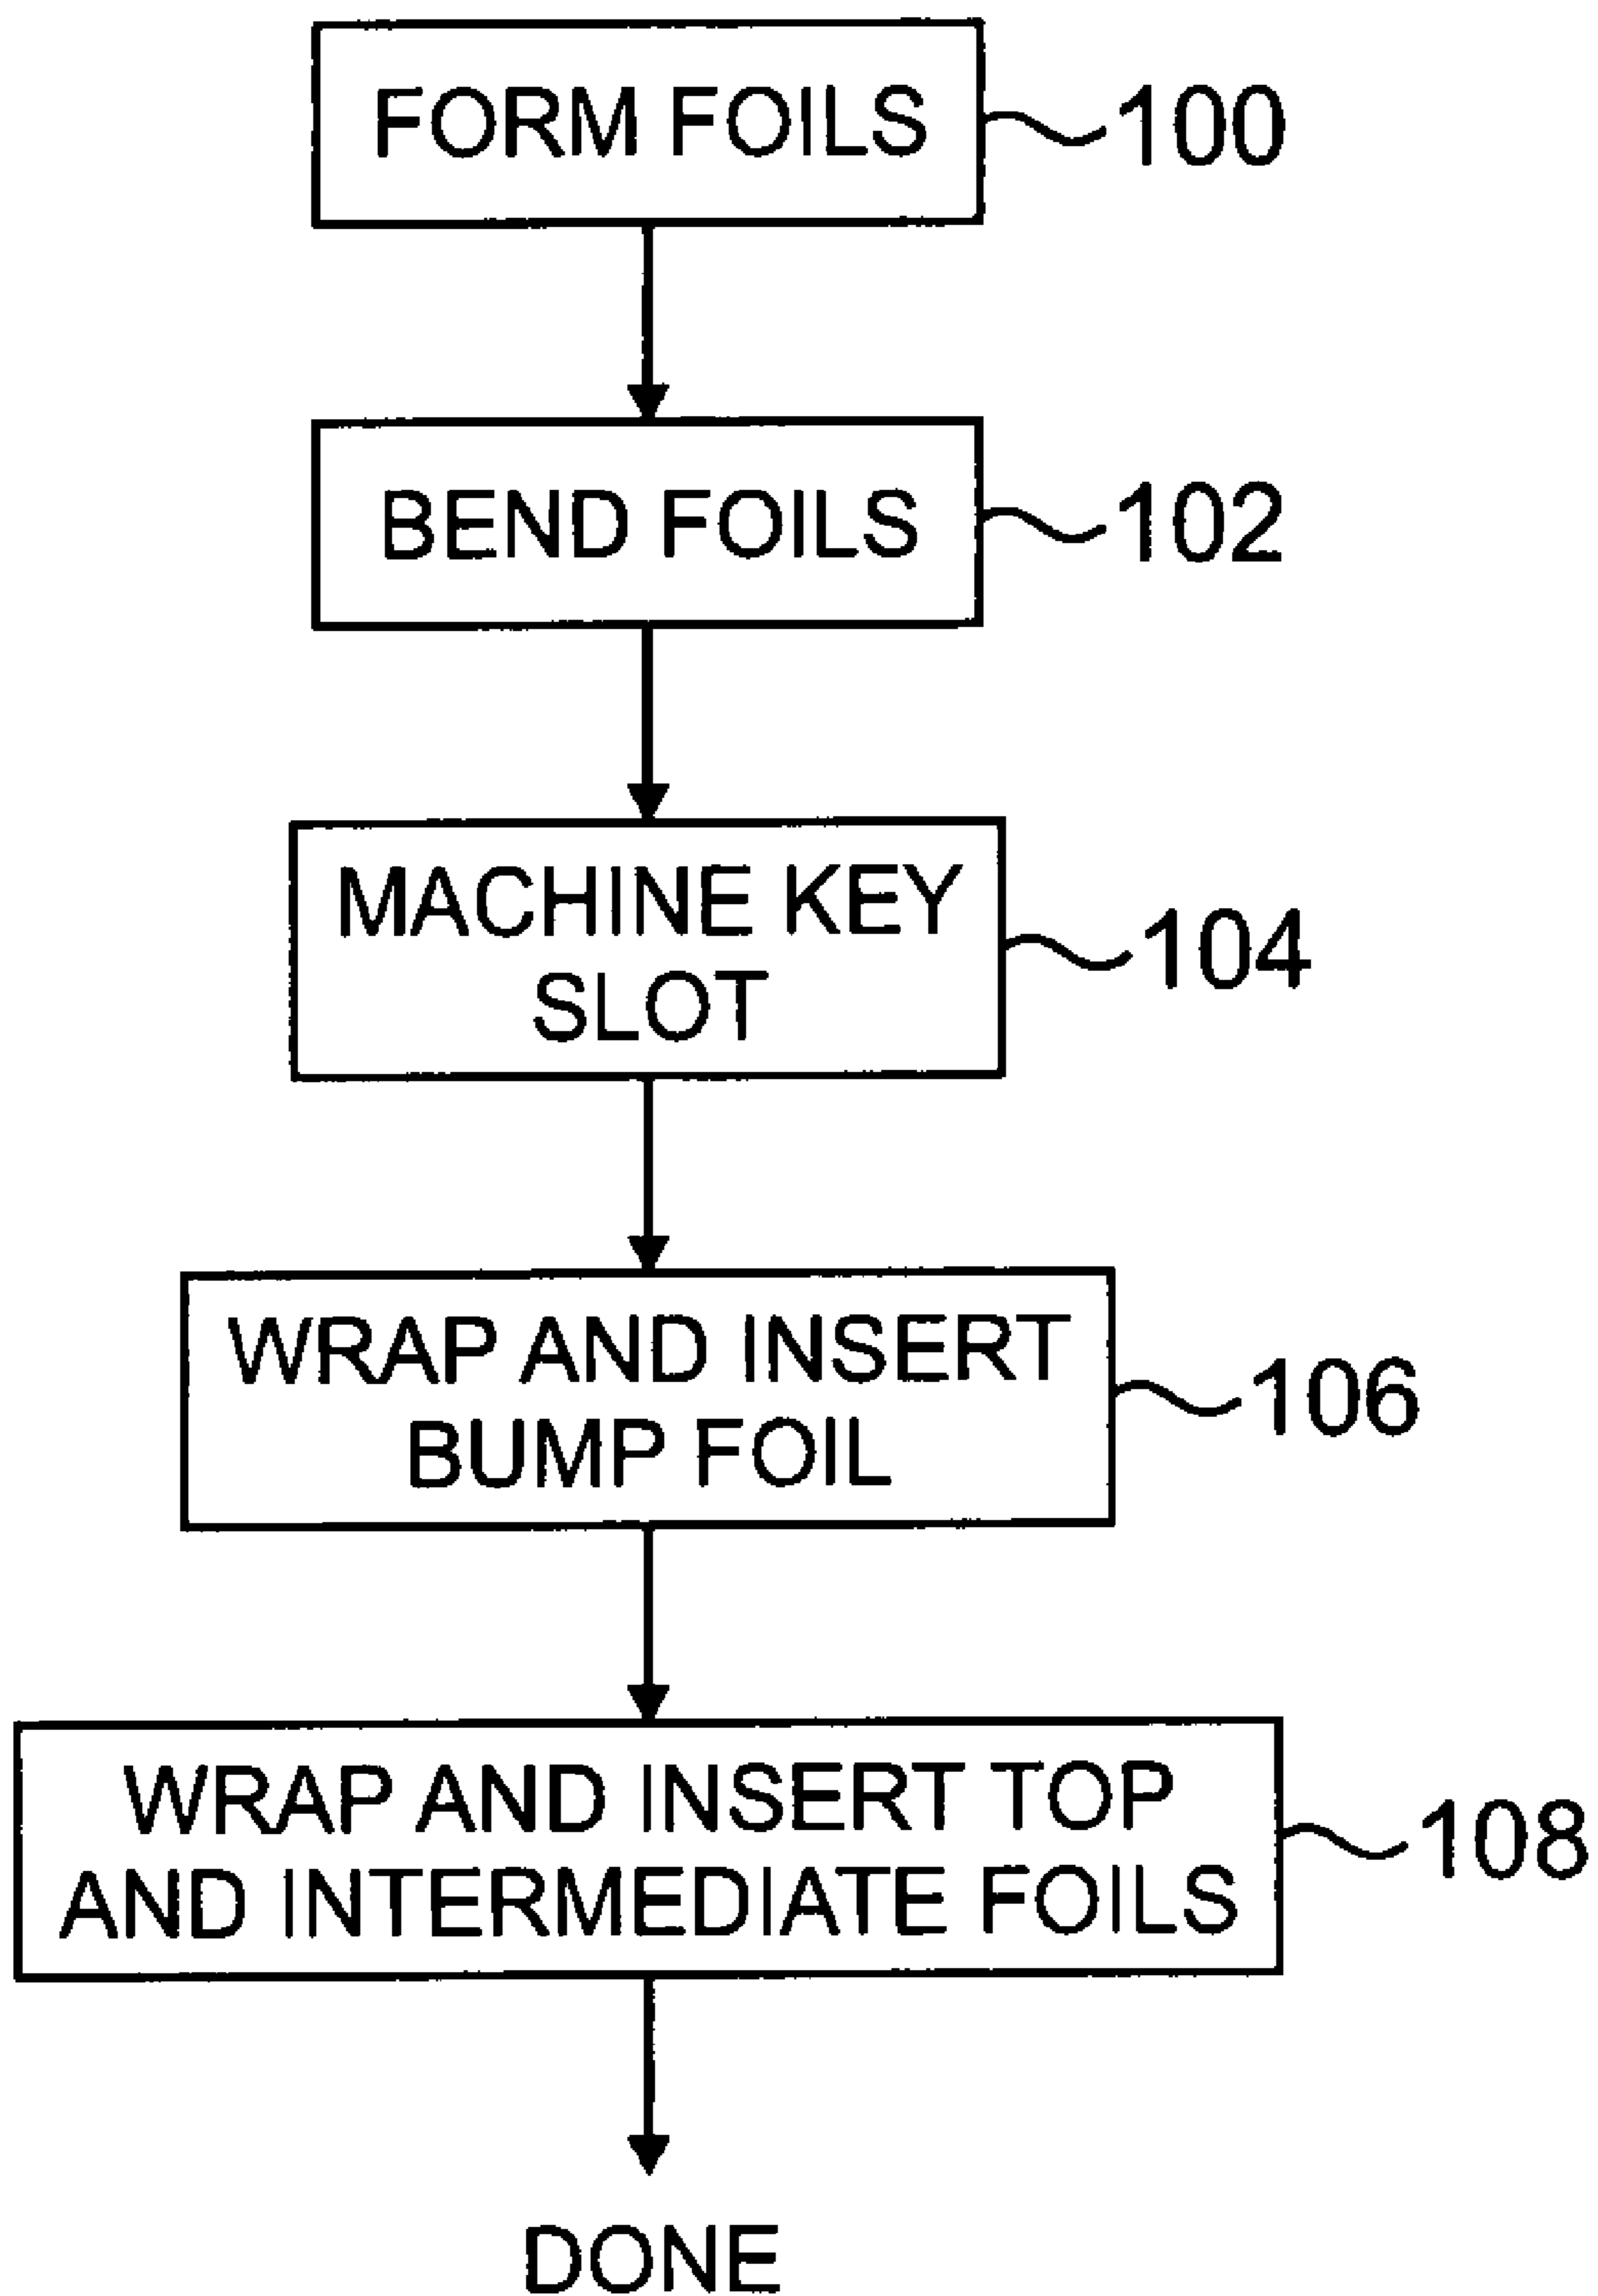 FORM FOILS
100
BEND FOILS
102
MACHINE KEY
SLOT
104
WRAP AND INSERT
BUMP FOIL
106
WRAP AND INSERT TOP
AND INTERMEDIATE FOILS
108
DONE